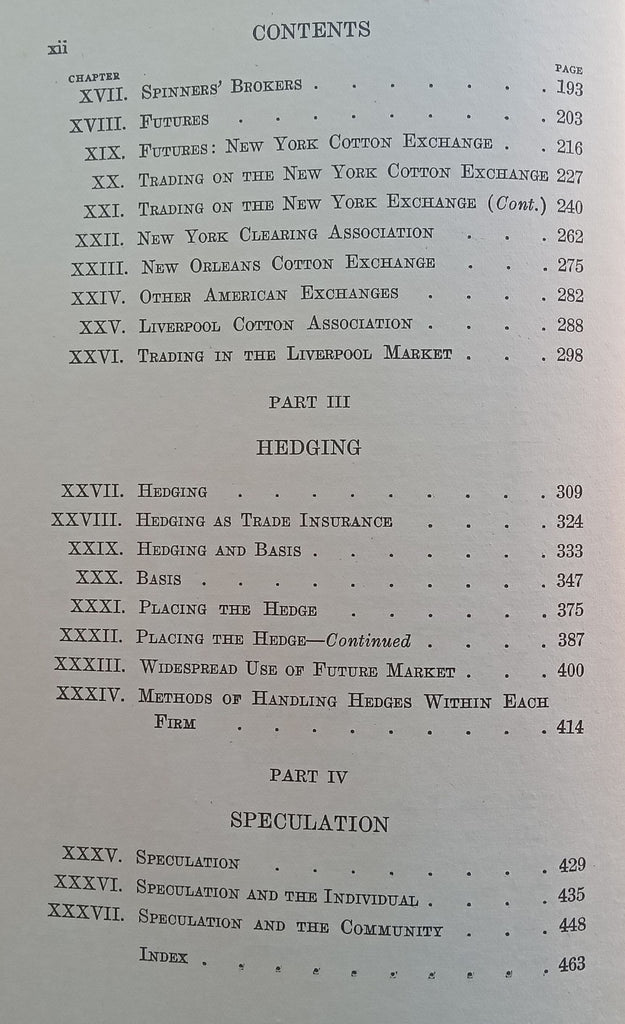 xii
CONTENTS
CHAPTER PAGE
XVII. SPINNERS' BROKERS . . . . . . . 193
XVIII. FUTURES . . . . . . . . . 203
XIX. FUTURES: NEW YORK COTTON EXCHANGE . . 216
XX. TRADING ON THE NEW YORK COTTON EXCHANGE 227
XXI. TRADING ON THE NEW YORK EXCHANGE (Cont.) 240
XXII. NEW YORK CLEARING ASSOCIATION . . . 262
XXIII. NEW ORLEANS COTTON EXCHANGE . . . 275
XXIV. OTHER AMERICAN EXCHANGES . . . . 282
XXV. LIVERPOOL COTTON ASSOCIATION . . . . 288
XXVI. TRADING IN THE LIVERPOOL MARKET . . . 298
PART III
HEDGING
XXVII. HEDGING . . . . . . . . . 309
XXVIII. HEDGING AS TRADE INSURANCE . . . . 324
XXIX. HEDGING AND BASIS . . . . . . . 333
XXX. BASIS . . . . . . . . . . 347
XXXI. PLACING THE HEDGE . . . . . . 375
XXXII. PLACING THE HEDGE—Continued . . . . 387
XXXIII. WIDESPREAD USE OF FUTURE MARKET . . . 400
XXXIV. METHODS OF HANDLING HEDGES WITHIN EACH
FIRM . . . . . . . . . 414
PART IV
SPECULATION
XXXV. SPECULATION . . . . . . . . 429
XXXVI. SPECULATION AND THE INDIVIDUAL . . . . 435
XXXVII. SPECULATION AND THE COMMUNITY . . . 448
INDEX . . . . . . . . . . 463